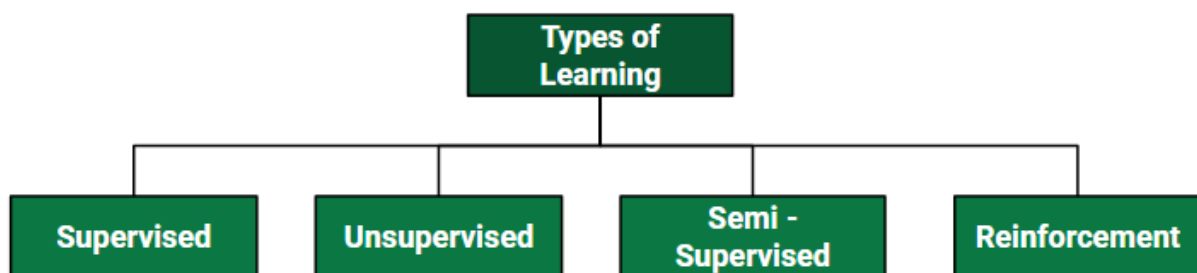 Types of
Learning
Supervised
Unsupervised
Semi -
Supervised
Reinforcement